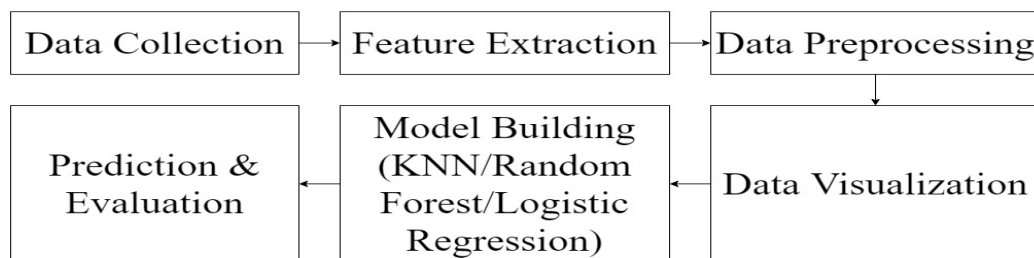 Data Collection
Feature Extraction
Data Preprocessing
Data Visualization
Model Building
(KNN/Random
Forest/Logistic
Regression)
Prediction &
Evaluation